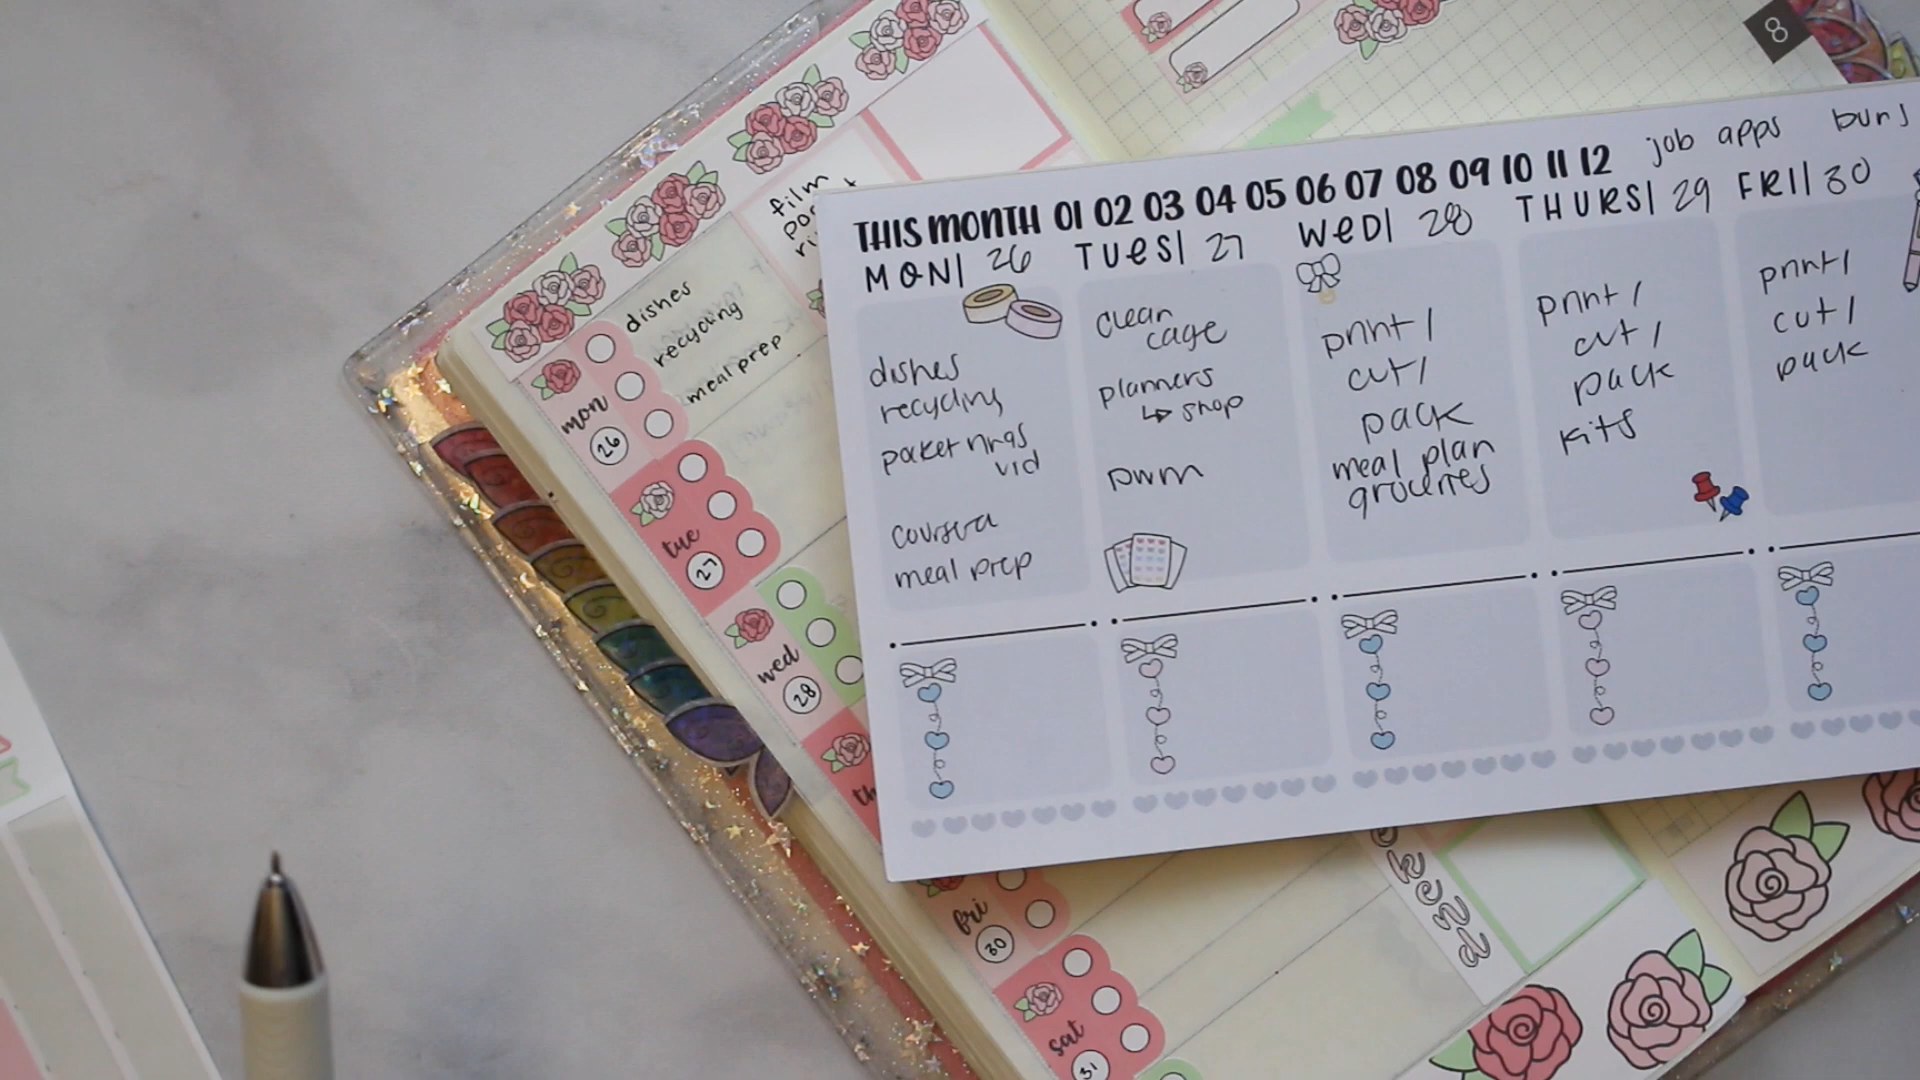 8
film
dishes
recycling
meal prep
mon
26
tue
27
wed
28
fri
30
sat
31
job apps
THIS MONTH 01 02 03 04 05 06 07 08 09 10 11 12
MON| 26
dishes
recycling
pocket rings
vid
coursera
meal prep
TUES| 27
clean
cage
planners
↳ shop
pwm
WED| 28
print /
cut /
pack
meal plan
groceries
THURS| 29
print /
cut /
pack
kits
FRI| 30
print /
cut /
pack